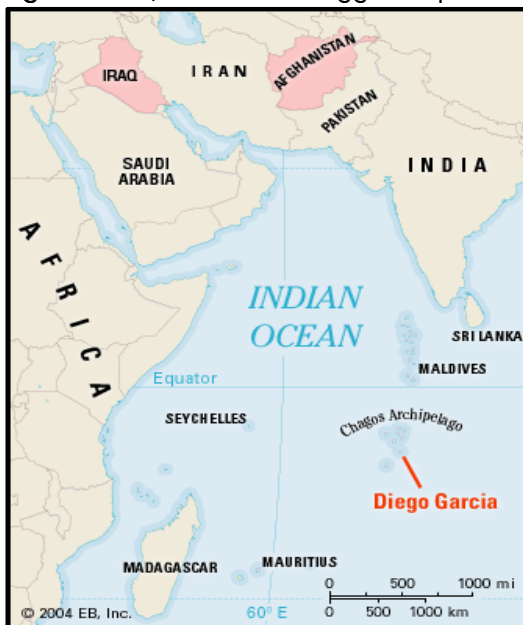 IRAQ
IRAN
AFGHANISTAN
PAKISTAN
SAUDI
ARABIA
INDIA
AFRICA
INDIAN
OCEAN
SRI LANKA
MALDIVES
Equator
SEYCHELLES
Chagos Archipelago
Diego Garcia
MADAGASCAR
MAURITIUS
0 500 1000 mi
0 500 1000 km
© 2004 EB, Inc.
60° E